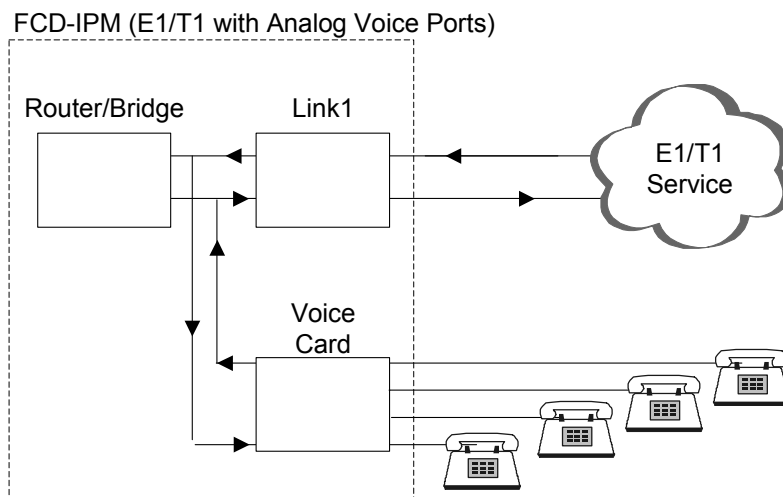 FCD-IPM (E1/T1 with Analog Voice Ports)
Router/Bridge
Link1
E1/T1
Service
Voice
Card